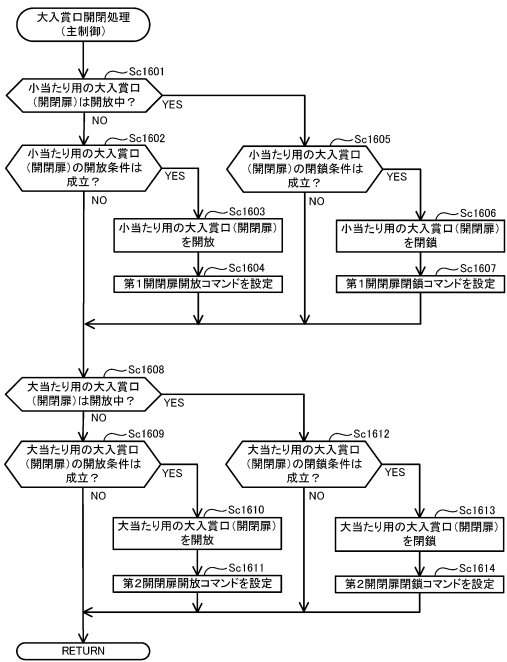 大入賞口開閉処理
（主制御）
Sc1601
小当たり用の大入賞口
（開閉扉）は開放中？
YES
NO
Sc1602
小当たり用の大入賞口
（開閉扉）の開放条件は
成立？
YES
NO
Sc1605
小当たり用の大入賞口
（開閉扉）の閉鎖条件は
成立？
YES
NO
Sc1603
小当たり用の大入賞口（開閉扉）
を開放
Sc1604
第１開閉扉開放コマンドを設定
Sc1606
小当たり用の大入賞口（開閉扉）
を閉鎖
Sc1607
第１開閉扉閉鎖コマンドを設定
Sc1608
大当たり用の大入賞口
（開閉扉）は開放中？
YES
NO
Sc1609
大当たり用の大入賞口
（開閉扉）の開放条件は
成立？
YES
NO
Sc1612
大当たり用の大入賞口
（開閉扉）の閉鎖条件は
成立？
YES
NO
Sc1610
大当たり用の大入賞口（開閉扉）
を開放
Sc1611
第２開閉扉開放コマンドを設定
Sc1613
大当たり用の大入賞口（開閉扉）
を閉鎖
Sc1614
第２開閉扉閉鎖コマンドを設定
RETURN